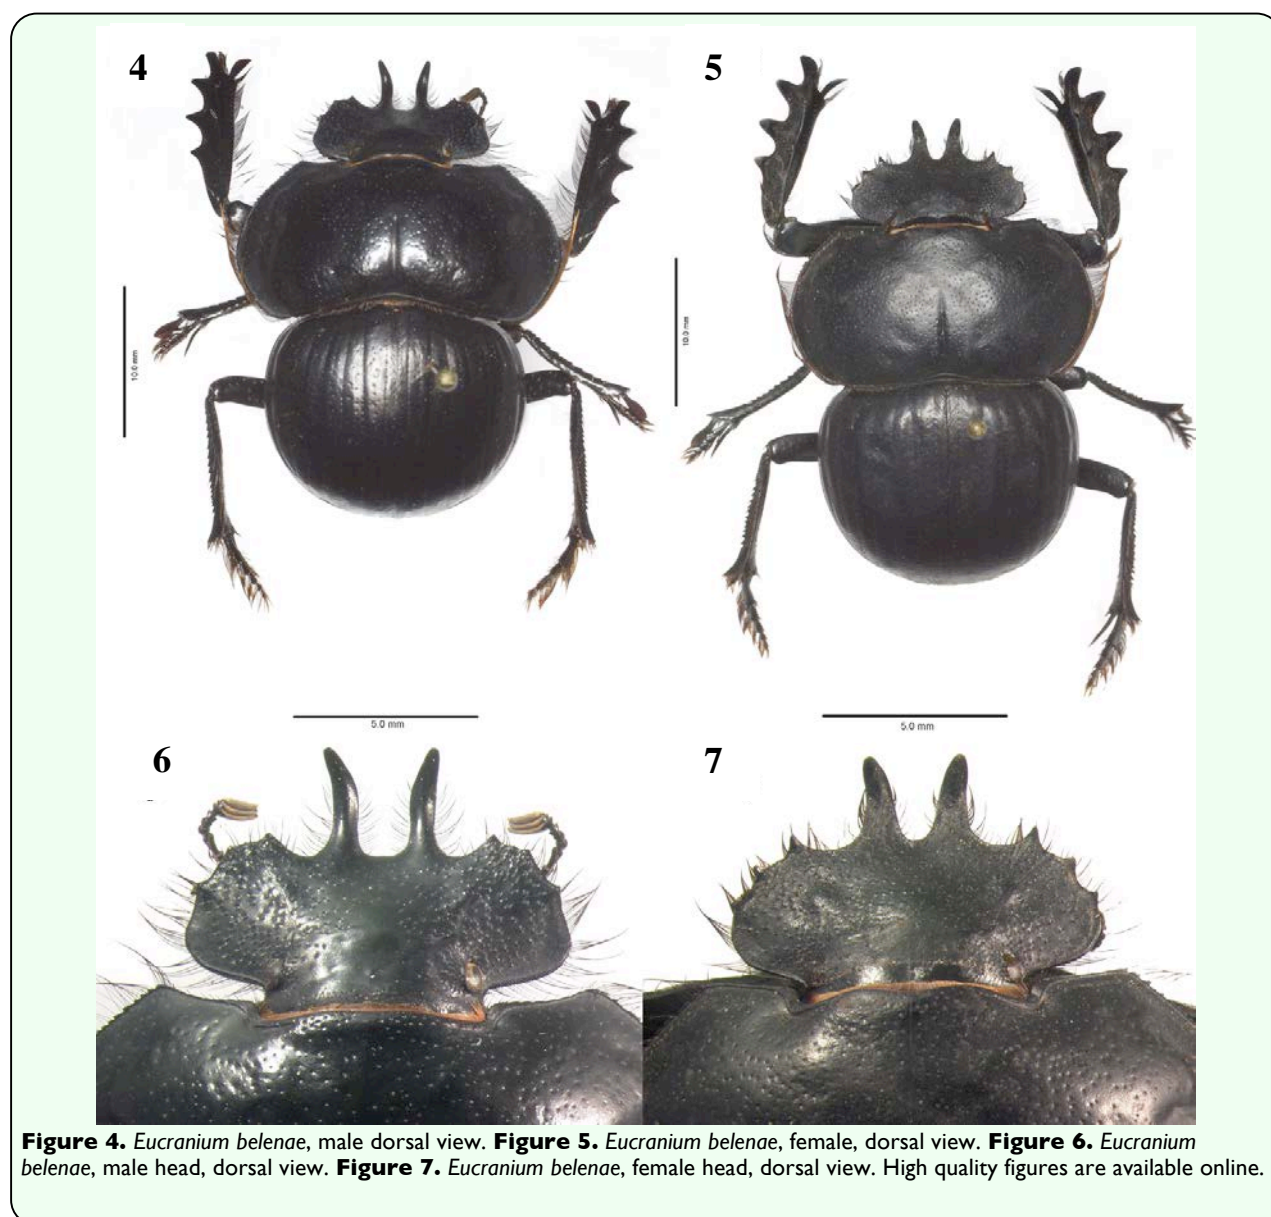 4
5
10.0 mm
10.0 mm
5.0 mm
5.0 mm
6
7
Figure 4. Eucranium belenae, male dorsal view. Figure 5. Eucranium belenae, female, dorsal view. Figure 6. Eucranium
belenae, male head, dorsal view. Figure 7. Eucranium belenae, female head, dorsal view. High quality figures are available online.